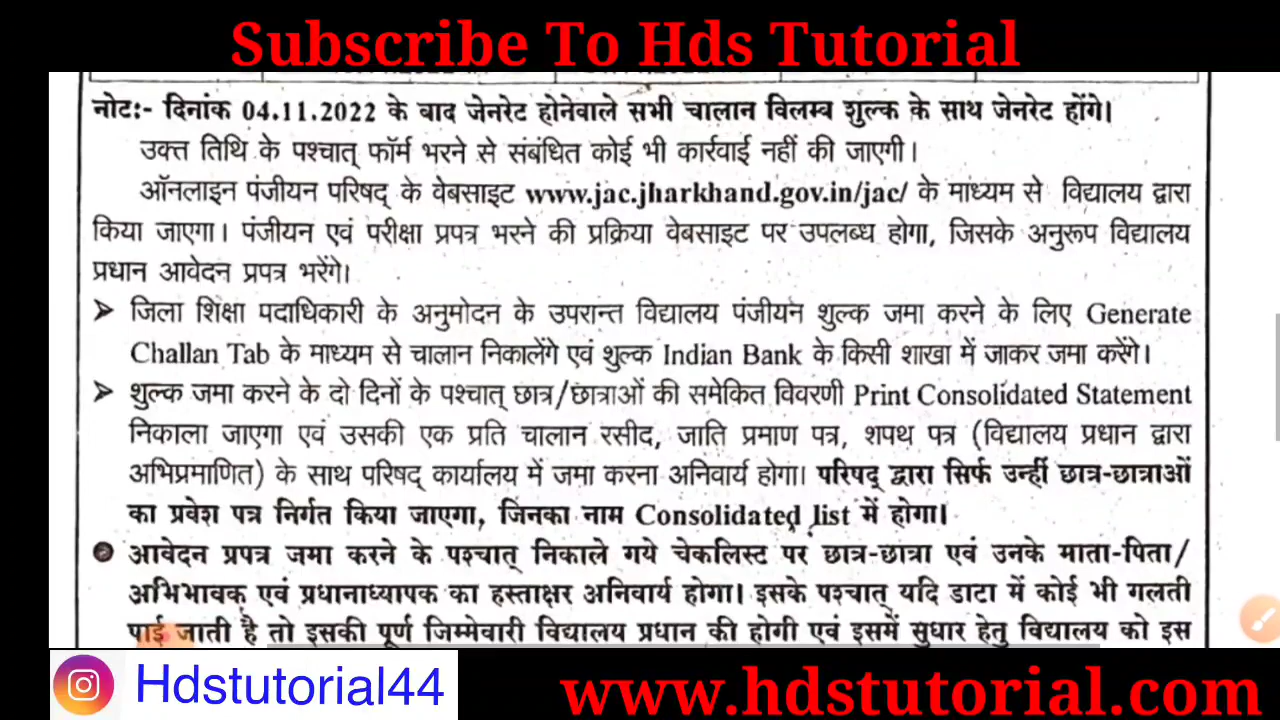 Subscribe To Hds Tutorial
नोटः- दिनांक 04.11.2022 के बाद जेनरेट होनेवाले सभी चालान विलम्ब शुल्क के साथ जेनरेट होंगे।
उक्त तिथि के पश्चात् फॉर्म भरने से संबंधित कोई भी कार्रवाई नहीं की जाएगी।
ऑनलाइन पंजीयन परिषद् के वेबसाइट www.jac.jharkhand.gov.in/jac/ के माध्यम से विद्यालय द्वारा
किया जाएगा। पंजीयन एवं परीक्षा प्रपत्र भरने की प्रक्रिया वेबसाइट पर उपलब्ध होगा, जिसके अनुरूप विद्यालय
प्रधान आवेदन प्रपत्र भरेंगे।
➤ जिला शिक्षा पदाधिकारी के अनुमोदन के उपरान्त विद्यालय पंजीयन शुल्क जमा करने के लिए Generate
Challan Tab के माध्यम से चालान निकालेंगे एवं शुल्क Indian Bank के किसी शाखा में जाकर जमा करेंगे।
➤ शुल्क जमा करने के दो दिनों के पश्चात् छात्र/छात्राओं की समेकित विवरणी Print Consolidated Statement
निकाला जाएगा एवं उसकी एक प्रति चालान रसीद, जाति प्रमाण पत्र, शपथ पत्र (विद्यालय प्रधान द्वारा
अभिप्रमाणित) के साथ परिषद् कार्यालय में जमा करना अनिवार्य होगा। परिषद् द्वारा सिर्फ उन्हीं छात्र-छात्राओं
का प्रवेश पत्र निर्गत किया जाएगा, जिनका नाम Consolidated list में होगा।
आवेदन प्रपत्र जमा करने के पश्चात् निकाले गये चेकलिस्ट पर छात्र-छात्रा एवं उनके माता-पिता/
अभिभावक एवं प्रधानाध्यापक का हस्ताक्षर अनिवार्य होगा। इसके पश्चात् यदि डाटा में कोई भी गलती
पाई जाती है तो इसकी पूर्ण जिम्मेवारी विद्यालय प्रधान की होगी एवं इसमें सुधार हेतु विद्यालय को इस
Hdstutorial44
www.hdstutorial.com